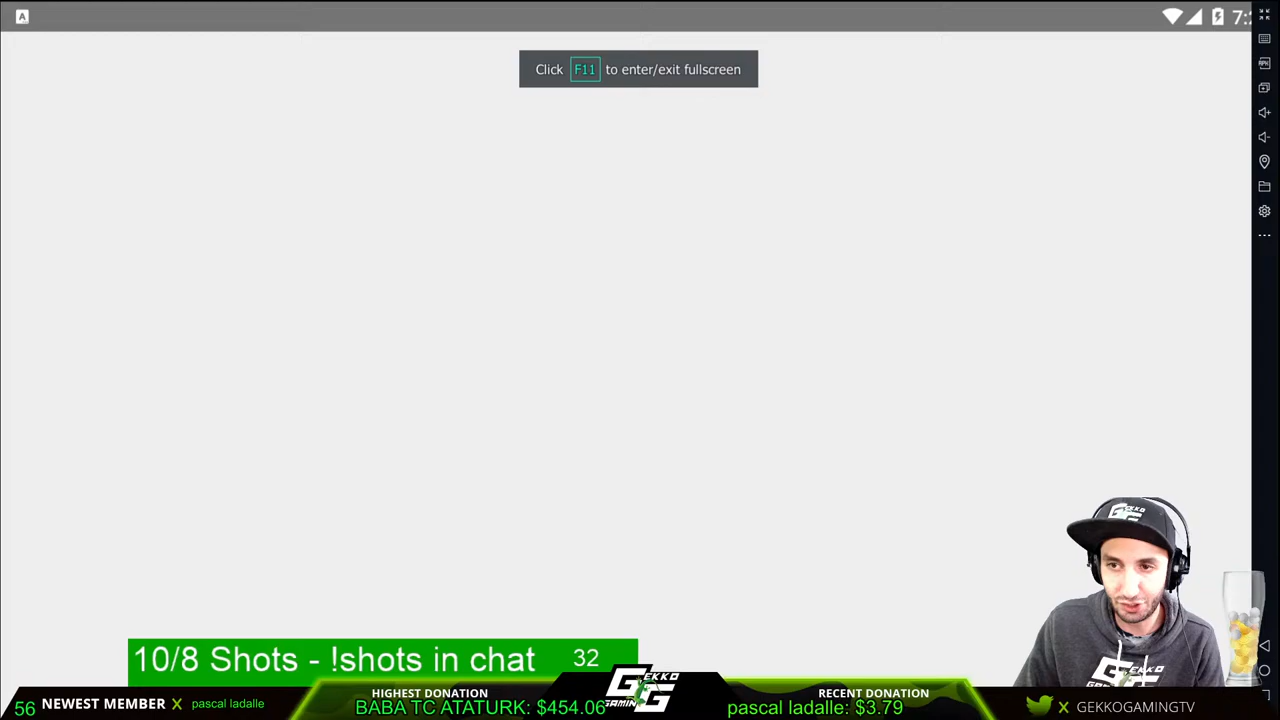 A
7:
Click F11 to enter/exit fullscreen
APK
10/8 Shots - !shots in chat 32
56 NEWEST MEMBER X pascal ladalle
HIGHEST DONATION
BABA TC ATATURK: $454.06
GEKKO
GAMING
RECENT DONATION
pascal ladalle: $3.79
X GEKKOGAMINGTV